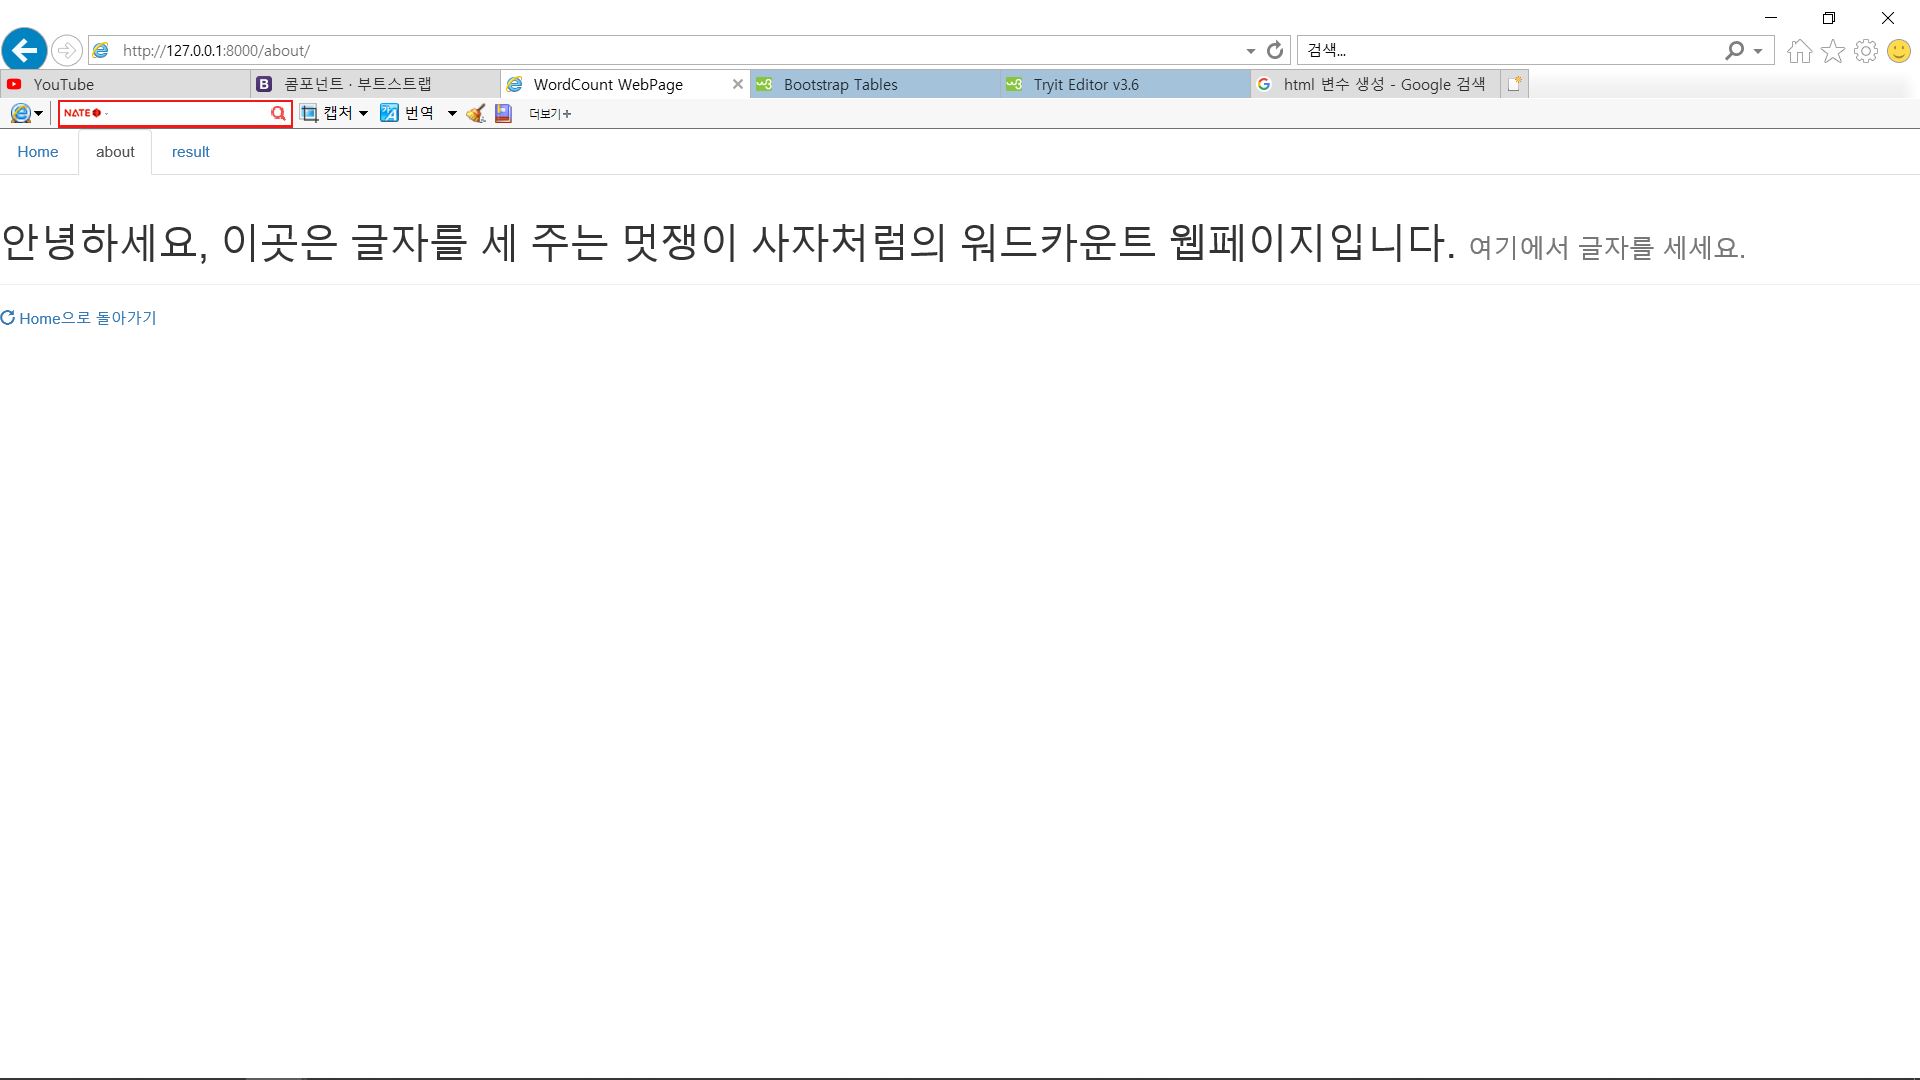 http://127.0.0.1:8000/about/
검색...
YouTube
콤포넌트 · 부트스트랩
WordCount WebPage
Bootstrap Tables
Tryit Editor v3.6
html 변수 생성 - Google 검색
NATE
캡처
번역
더보기+
Home
about
result
안녕하세요, 이곳은 글자를 세 주는 멋쟁이 사자처럼의 워드카운트 웹페이지입니다. 여기에서 글자를 세세요.
Home으로 돌아가기